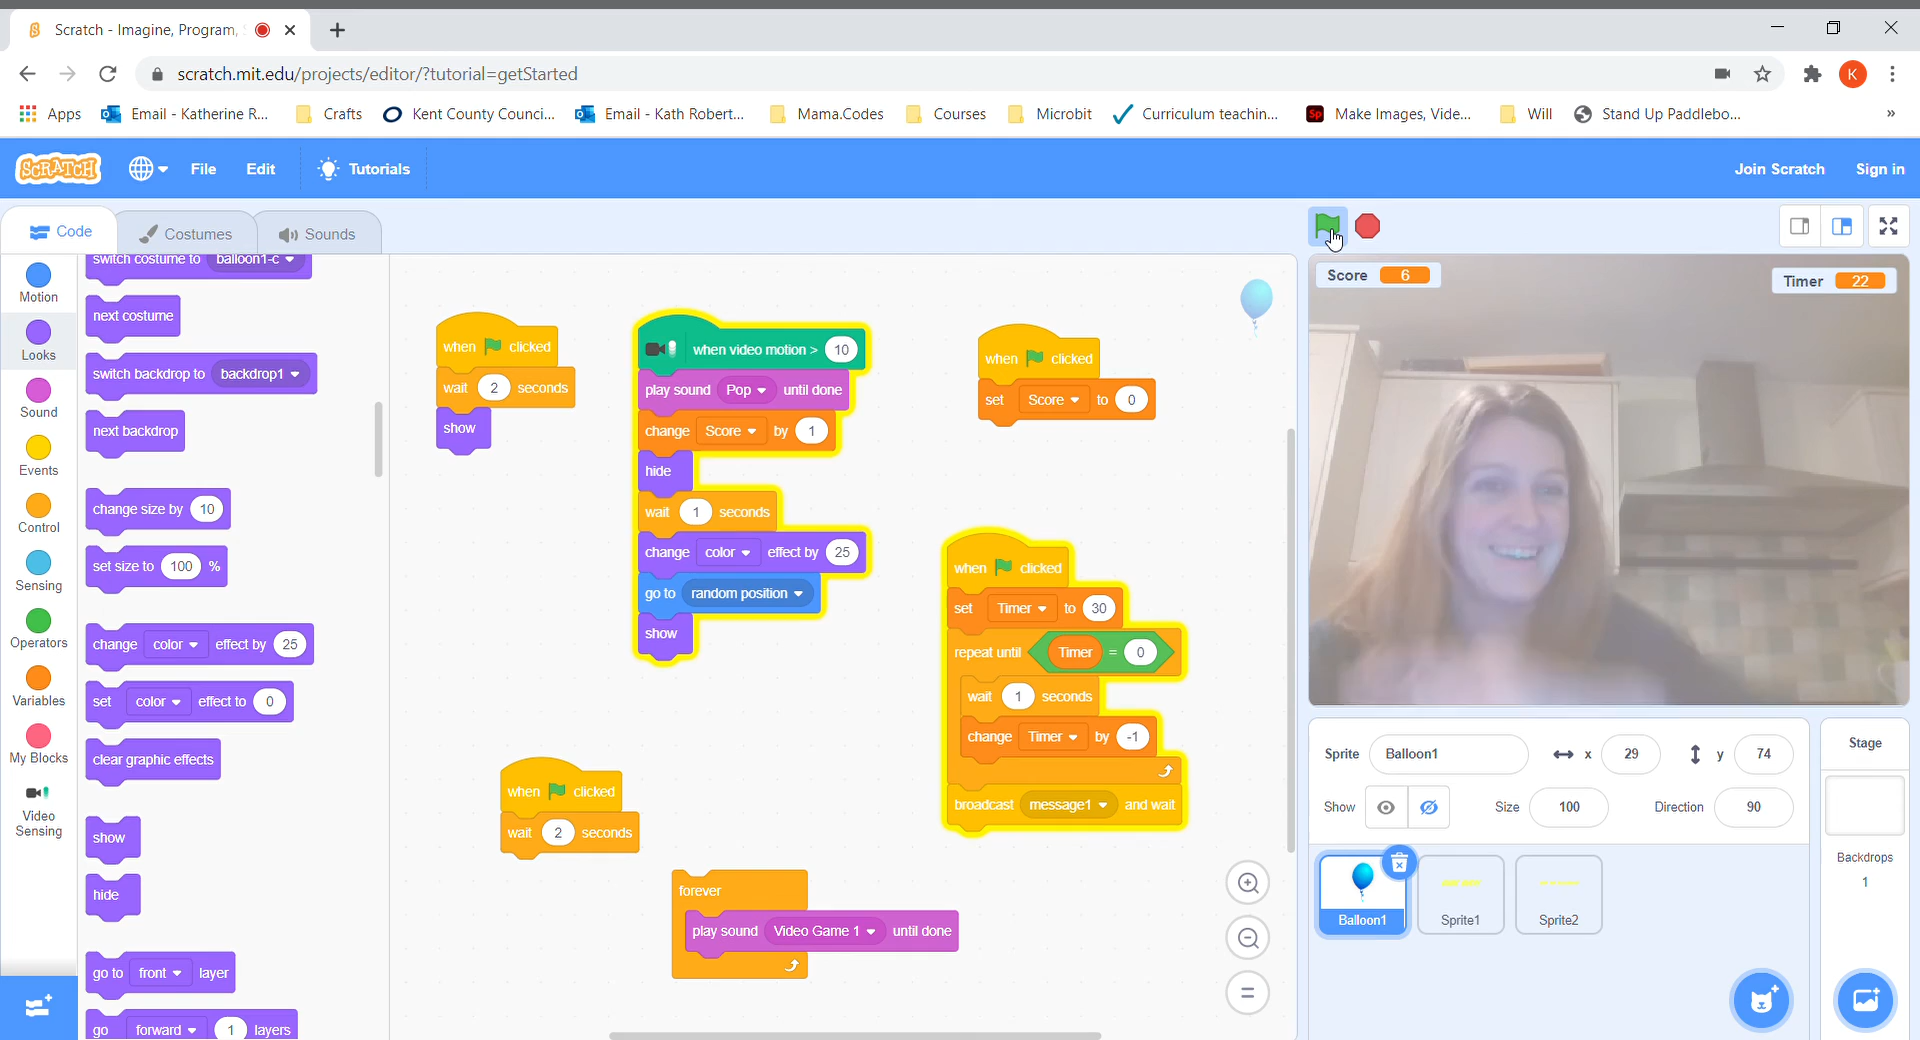 Scratch - Imagine, Program,
scratch.mit.edu/projects/editor/?tutorial=getStarted
K
Apps
Email - Katherine R...
Crafts
Kent County Counci...
Email - Kath Robert...
Mama.Codes
Courses
Microbit
Curriculum teachin...
Sp
Make Images, Vide...
Will
Stand Up Paddlebo...
»
SCRATCH
File
Edit
Tutorials
Join Scratch
Sign in
Code
Costumes
Sounds
Motion
Looks
Sound
Events
Control
Sensing
Operators
Variables
My Blocks
Video
Sensing
switch costume to balloon1-c
next costume
switch backdrop to backdrop1
next backdrop
change size by 10
set size to 100 %
change color effect by 25
set color effect to 0
clear graphic effects
show
hide
go to front layer
go forward 1 layers
when clicked
wait 2 seconds
show
when video motion > 10
play sound Pop until done
change Score by 1
hide
wait 1 seconds
change color effect by 25
go to random position
show
when clicked
set Score to 0
when clicked
set Timer to 30
repeat until Timer = 0
wait 1 seconds
change Timer by -1
broadcast message1 and wait
when clicked
wait 2 seconds
forever
play sound Video Game 1 until done
Score 6
Timer 22
Sprite Balloon1 x 29 y 74
Show Size 100 Direction 90
Balloon1
Sprite1
Sprite2
Stage
Backdrops
1